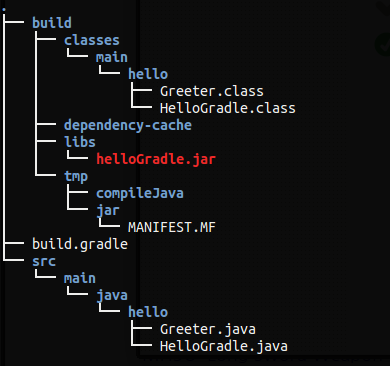 .
build
classes
main
hello
Greeter.class
HelloGradle.class
dependency-cache
libs
helloGradle.jar
tmp
compileJava
jar
MANIFEST.MF
build.gradle
src
main
java
hello
Greeter.java
HelloGradle.java